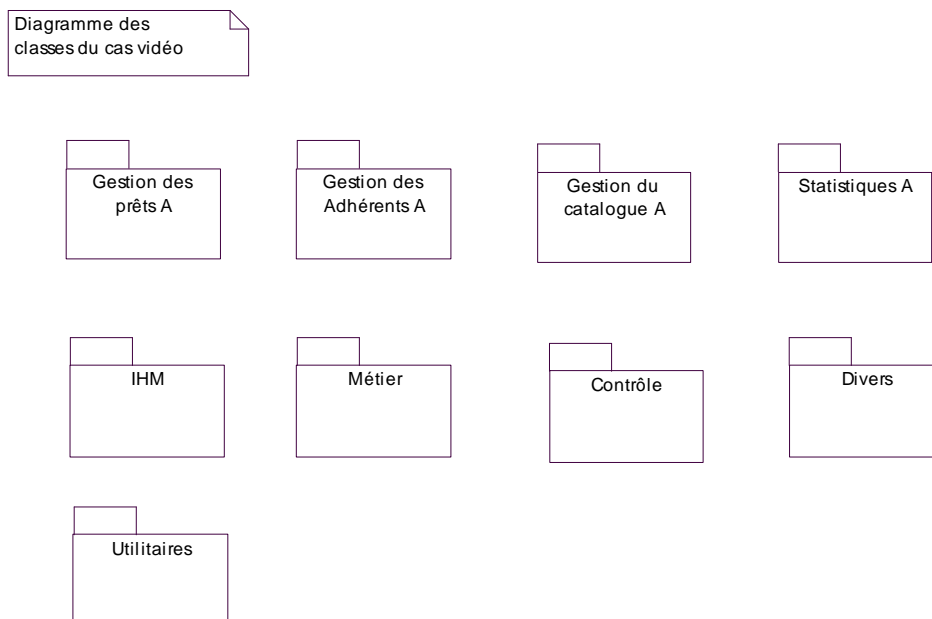 Diagramme des
classes du cas vidéo
Gestion des
prêts A
Gestion des
Adhérents A
Gestion du
catalogue A
Statistiques A
IHM
Métier
Contrôle
Divers
Utilitaires